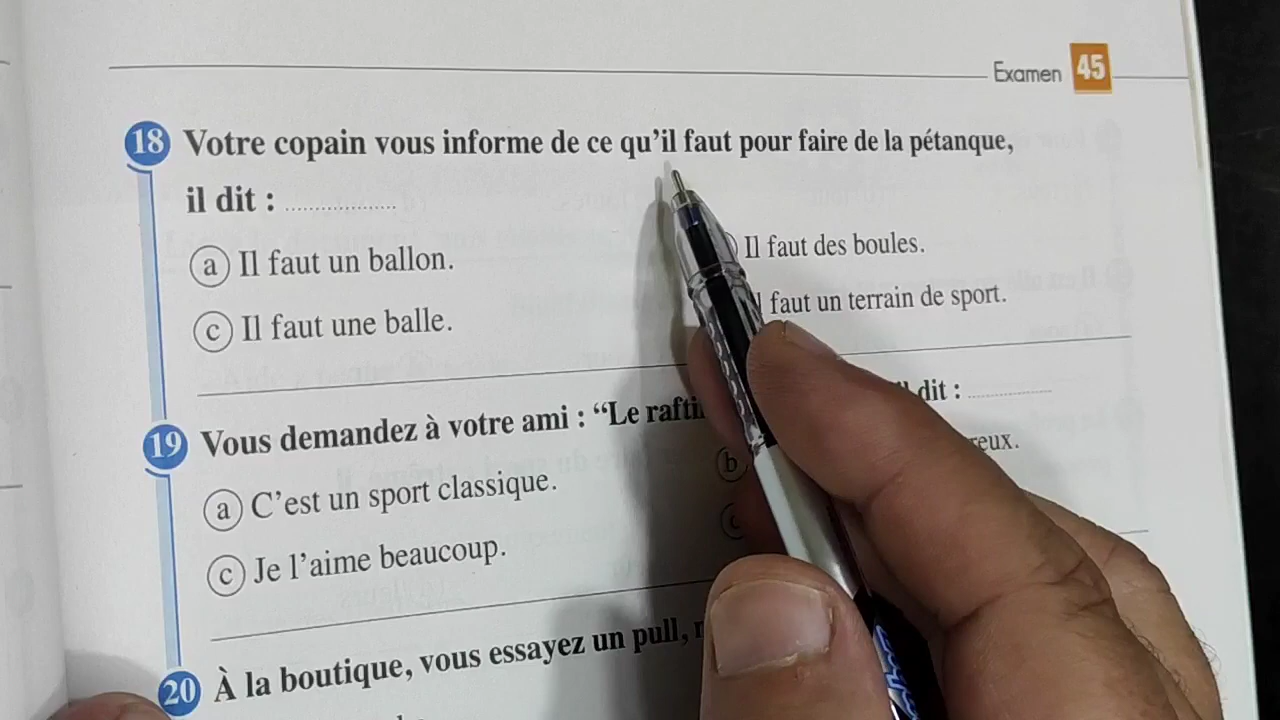 Examen 45
18 Votre copain vous informe de ce qu'il faut pour faire de la pétanque,
il dit : ...................
a Il faut un ballon.
Il faut des boules.
c Il faut une balle.
faut un terrain de sport.
19 Vous demandez à votre ami : “Le
dit : ...................
a C'est un sport classique.
b
c Je l'aime beaucoup.
20 À la boutique, vous essayez un pull,